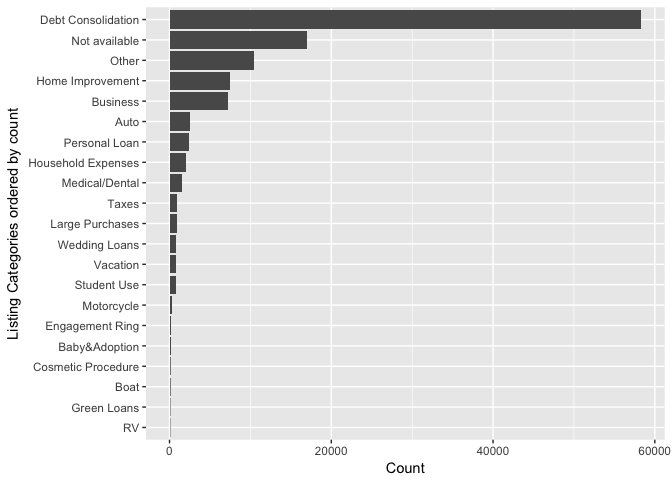 Debt Consolidation
Not available
Other
Home Improvement
Business
Auto
Personal Loan
Household Expenses
Medical/Dental
Taxes
Large Purchases
Wedding Loans
Vacation
Student Use
Motorcycle
Engagement Ring
Baby&Adoption
Cosmetic Procedure
Boat
Green Loans
RV
Listing Categories ordered by count
0 20000 40000 60000
Count